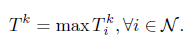 T^k = max T_i^k, ∀i ∈ 𝒩.